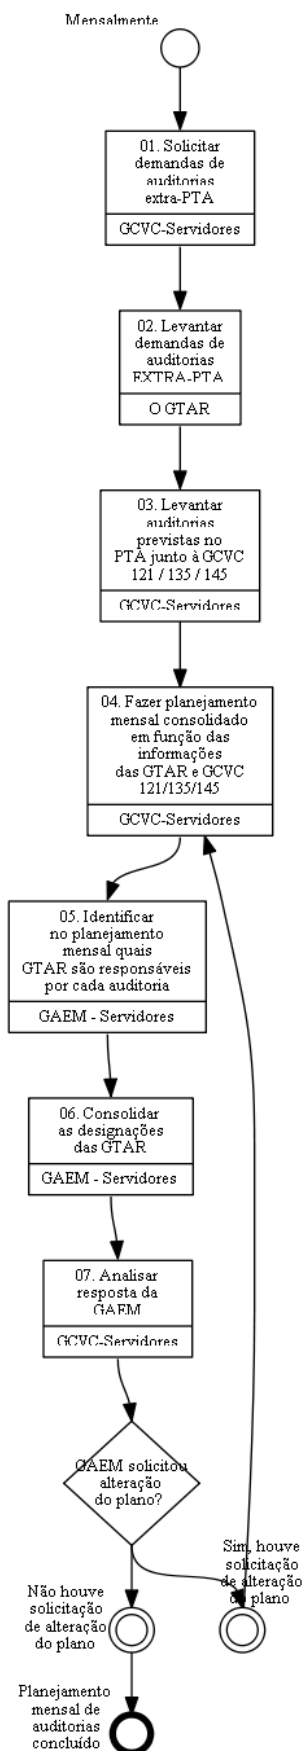 Mensalmente
01. Solicitar
demandas de
auditorias
extra-PTA
GCVC-Servidores
02. Levantar
demandas de
auditorias
EXTRA-PTA
O GTAR
03. Levantar
auditorias
previstas no
PTA junto à GCVC
121 / 135 / 145
GCVC-Servidores
04. Fazer planejamento
mensal consolidado
em função das
informações
das GTAR e GCVC
121/135/145
GCVC-Servidores
05. Identificar
no planejamento
mensal quais
GTAR são responsáveis
por cada auditoria
GAEM - Servidores
06. Consolidar
as designações
das GTAR
GAEM - Servidores
07. Analisar
resposta da
GAEM
GCVC-Servidores
GAEM solicitou
alteração
do plano?
Sim, houve
solicitação
de alteração
do plano
Não houve
solicitação
de alteração
do plano
Planejamento
mensal de
auditorias
concluído